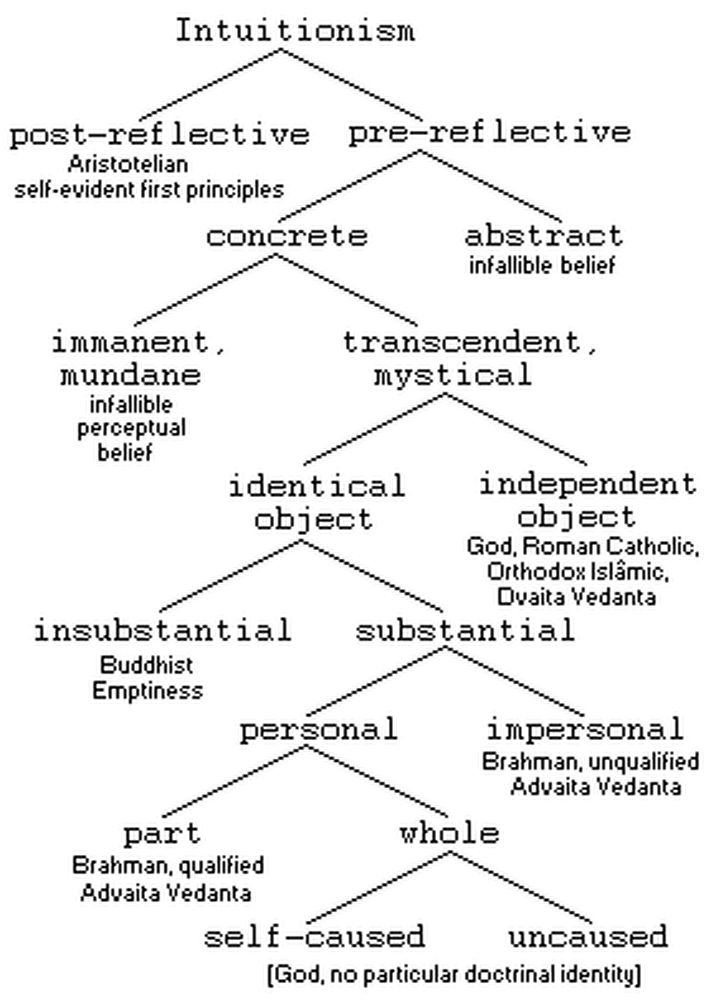 Intuitionism
post-reflective
Aristotelian
self-evident first principles
pre-reflective
concrete
abstract
infallible belief
immanent,
mundane
infallible
perceptual
belief
transcendent,
mystical
identical
object
independent
object
God, Roman Catholic,
Orthodox Islâmic,
Dvaita Vedanta
insubstantial
Buddhist
Emptiness
substantial
personal
impersonal
Brahman, unqualified
Advaita Vedanta
part
Brahman, qualified
Advaita Vedanta
whole
self-caused
uncaused
[God, no particular doctrinal identity]